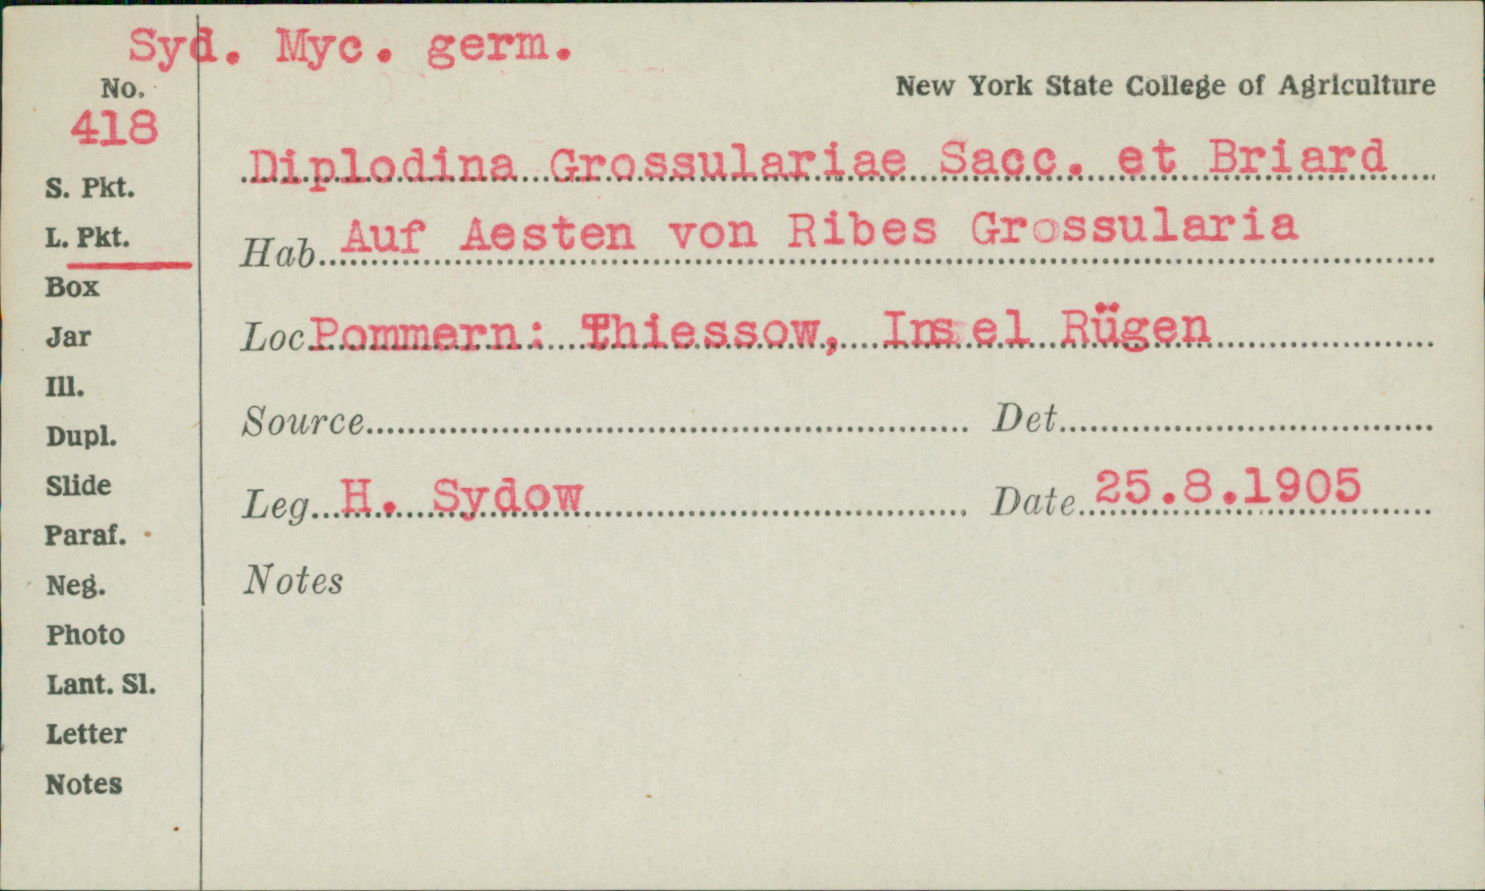 Syd. Myc. germ.
No.
418
New York State College of Agriculture
Diplodina Grossulariae Sacc. et Briard
S. Pkt.
L. Pkt.
Hab. Auf Aesten von Ribes Grossularia
Box
Jar
Loc Pommern: Thiessow, Insel Rügen
Ill.
Dupl.
Source
Det.
Slide
Leg. H. Sydow
Date 25.8.1905
Paraf.
Neg.
Notes
Photo
Lant. Sl.
Letter
Notes